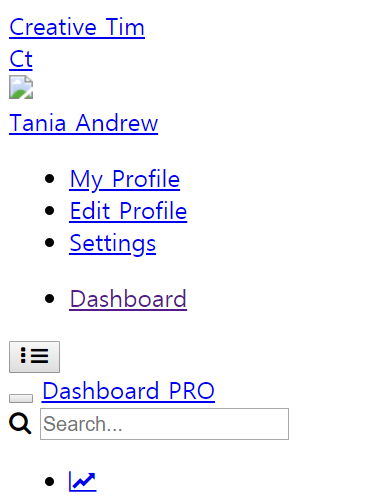 Creative Tim
Ct
Tania Andrew
My Profile
Edit Profile
Settings
Dashboard
Dashboard PRO
Search...